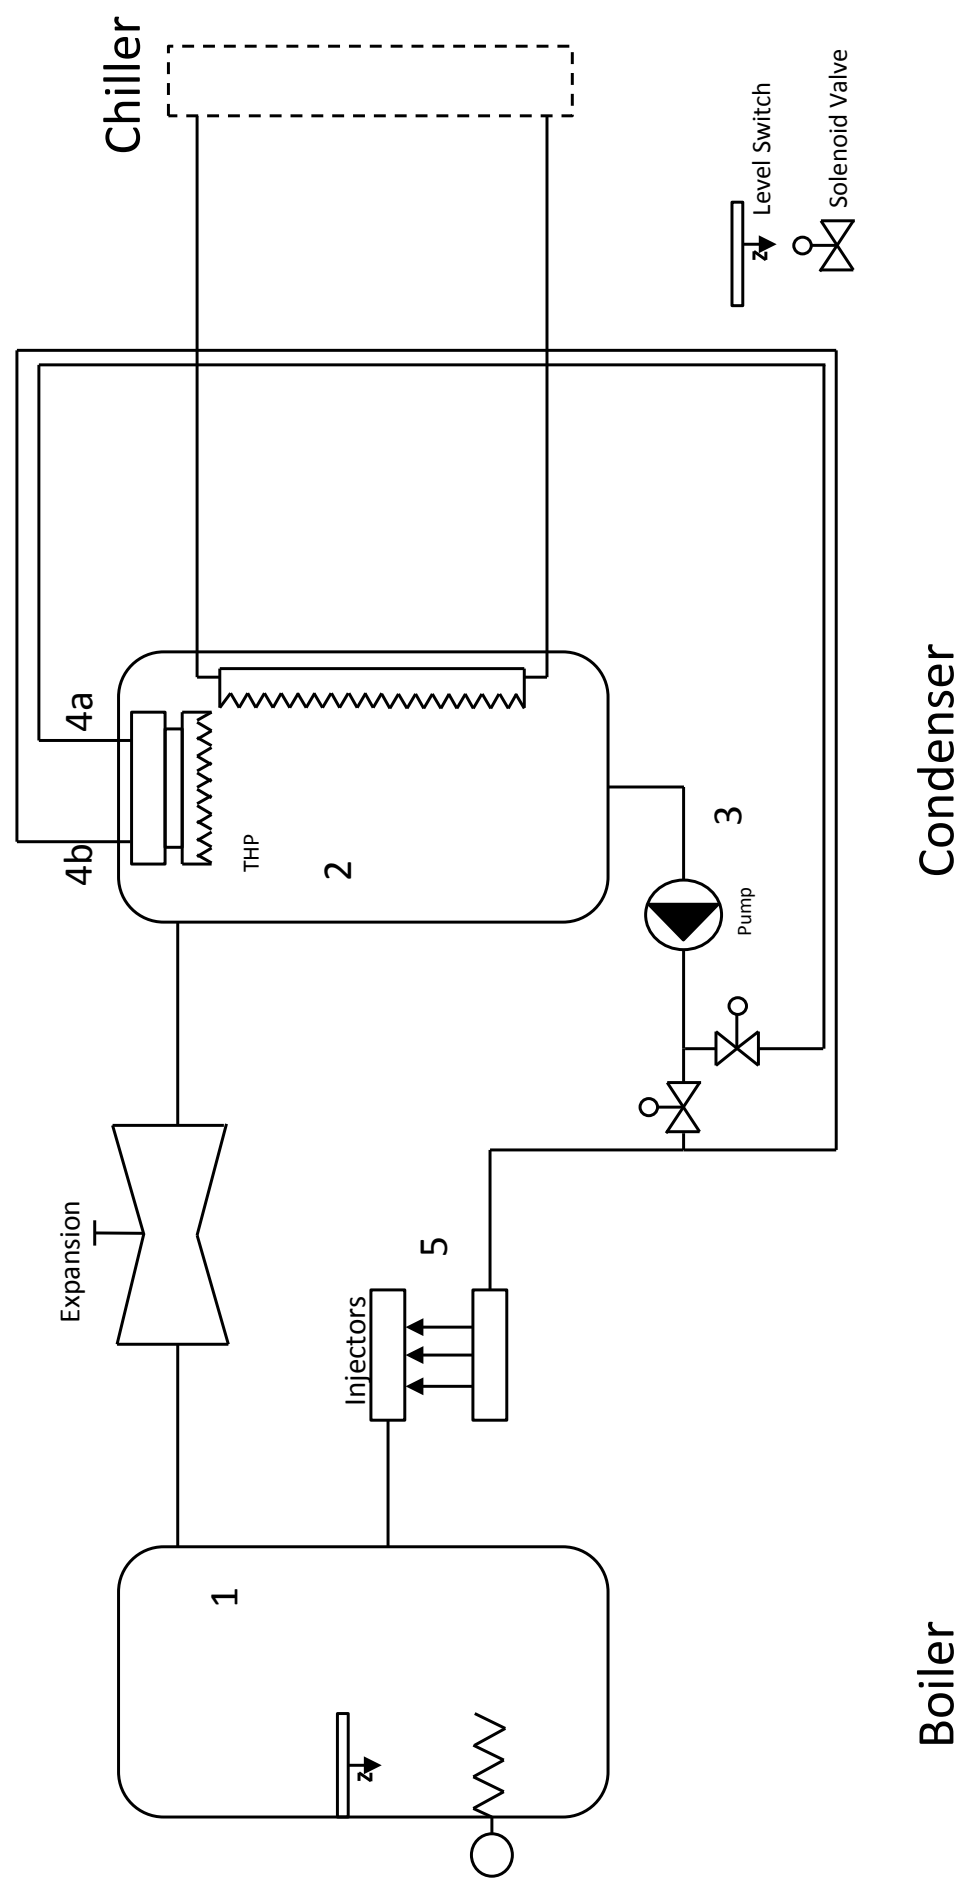 Chiller
Level Switch
Solenoid Valve
4a
4b
THP
2
3
Pump
Condenser
Expansion
Injectors
5
1
Boiler